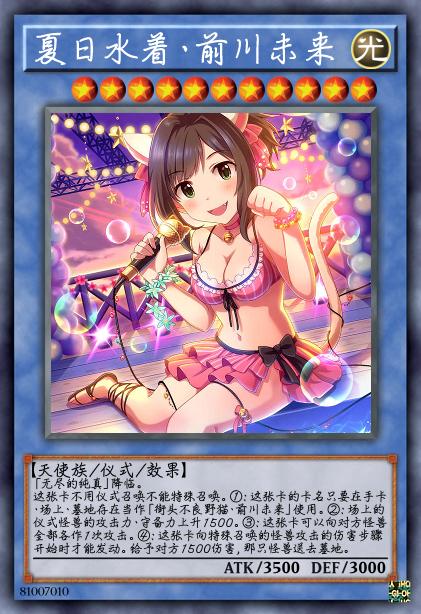 夏日水着·前川未来
光
【天使族/仪式/效果】
「无尽的纯真」降临。
这张卡不用仪式召唤不能特殊召唤。①:这张卡的卡名只要在手卡
·场上·墓地存在当作「街头不良野猫·前川未来」使用。②:场上的
仪式怪兽的攻击力·守备力上升1500。③:这张卡可以向对方怪兽
全部各作1次攻击。④:这张卡向特殊召唤的怪兽攻击的伤害步骤
开始时才能发动。给予对方1500伤害,那只怪兽送去墓地。
ATK/3500 DEF/3000
81007010